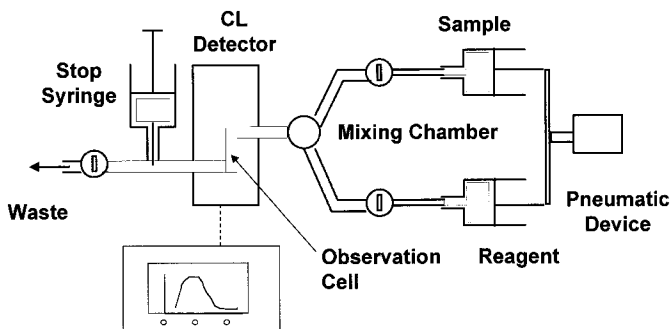 CL
Detector
Sample
Stop
Syringe
Mixing Chamber
Waste
Pneumatic
Device
Observation
Cell
Reagent